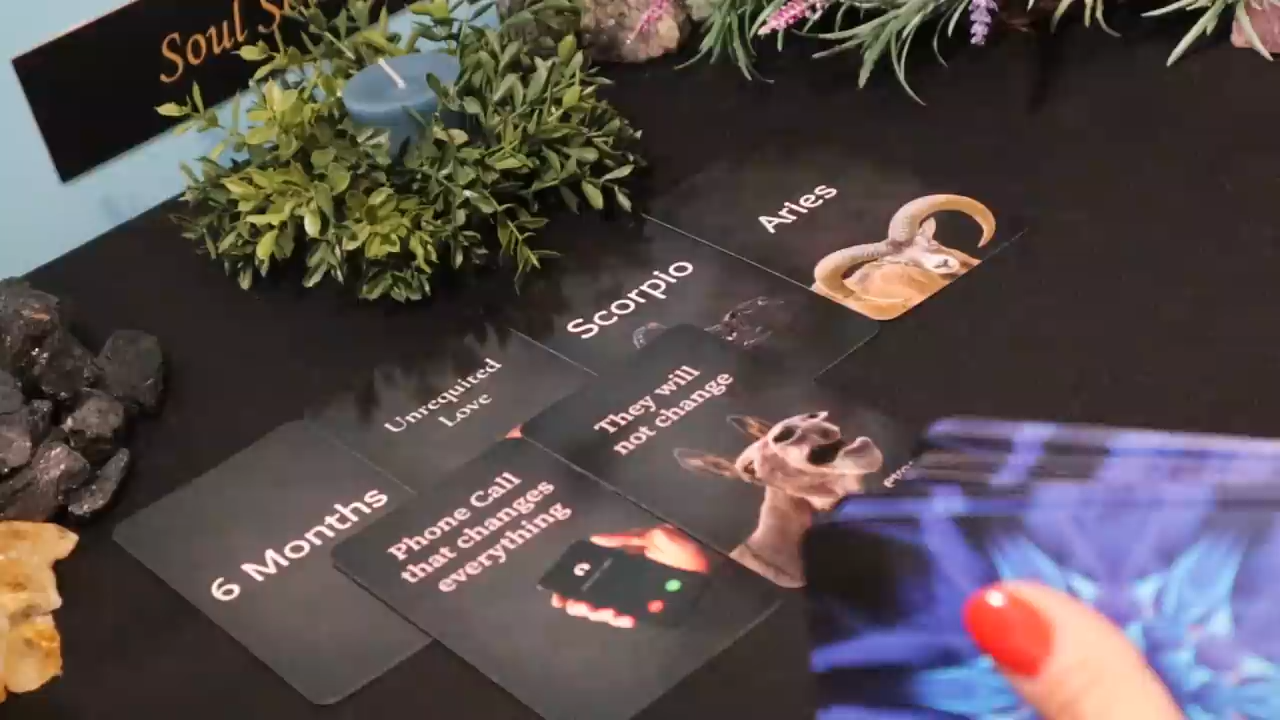 Soul
Aries
Scorpio
Unrequited
Love
They will
not change
6 Months
Phone Call
that changes
everything